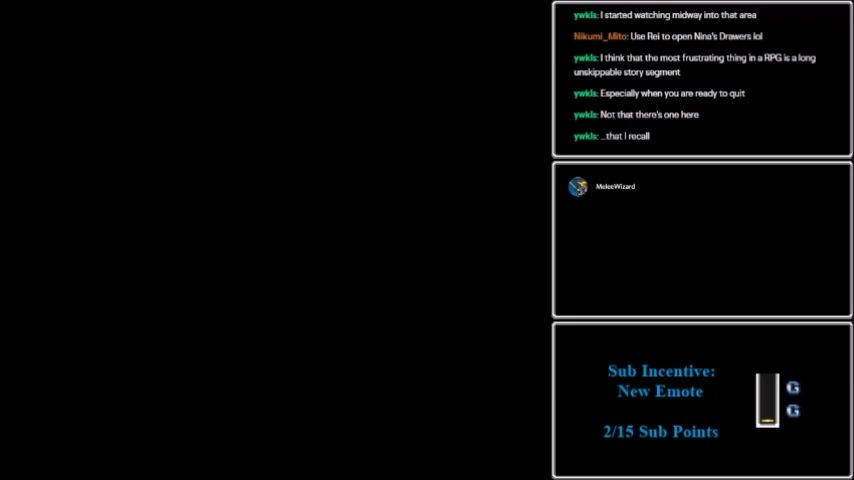 ywkls: I started watching midway into that area
Nikumi_Mito: Use Rei to open Nina's Drawers lol
ywkls: I think that the most frustrating thing in a RPG is a long
unskippable story segment
ywkls: Especially when you are ready to quit
ywkls: Not that there's one here
ywkls: ...that I recall
MeleeWizard
Sub Incentive:
New Emote
2/15 Sub Points
G
G